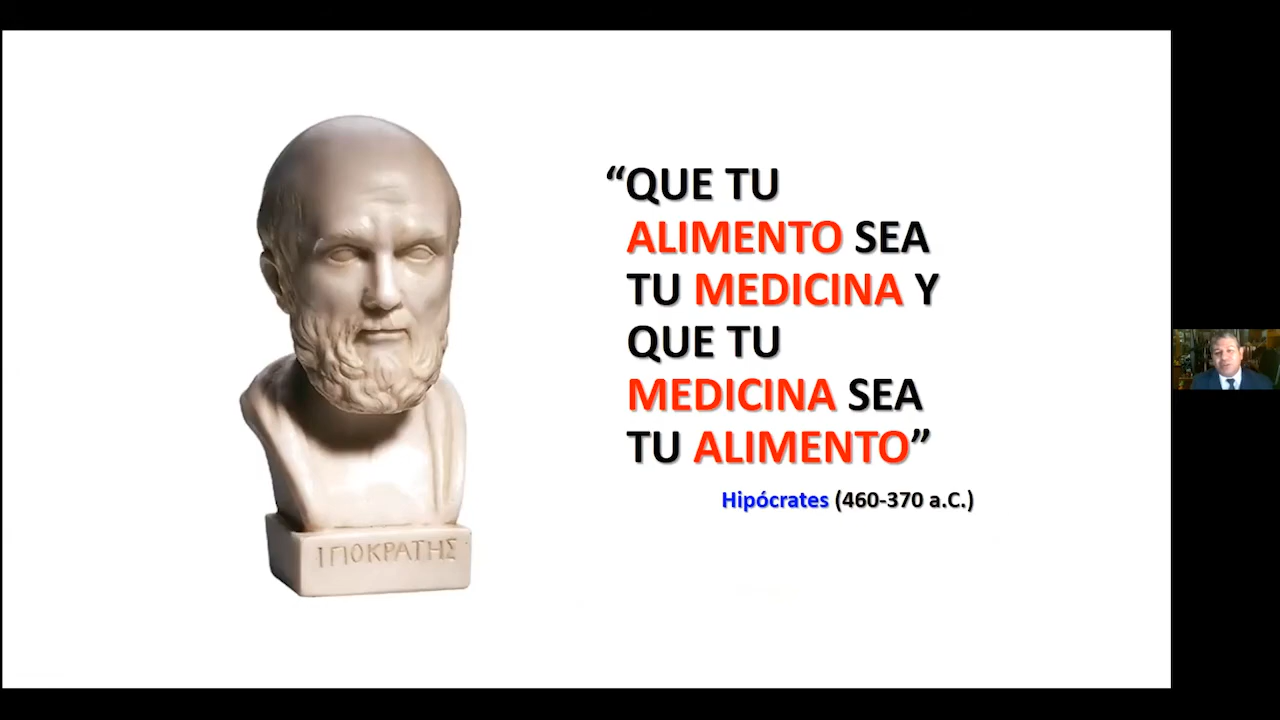 “QUE TU
ALIMENTO SEA
TU MEDICINA Y
QUE TU
MEDICINA SEA
TU ALIMENTO”
Hipócrates (460-370 a.C.)
ΙΠΟΚΡΑΤΗΣ